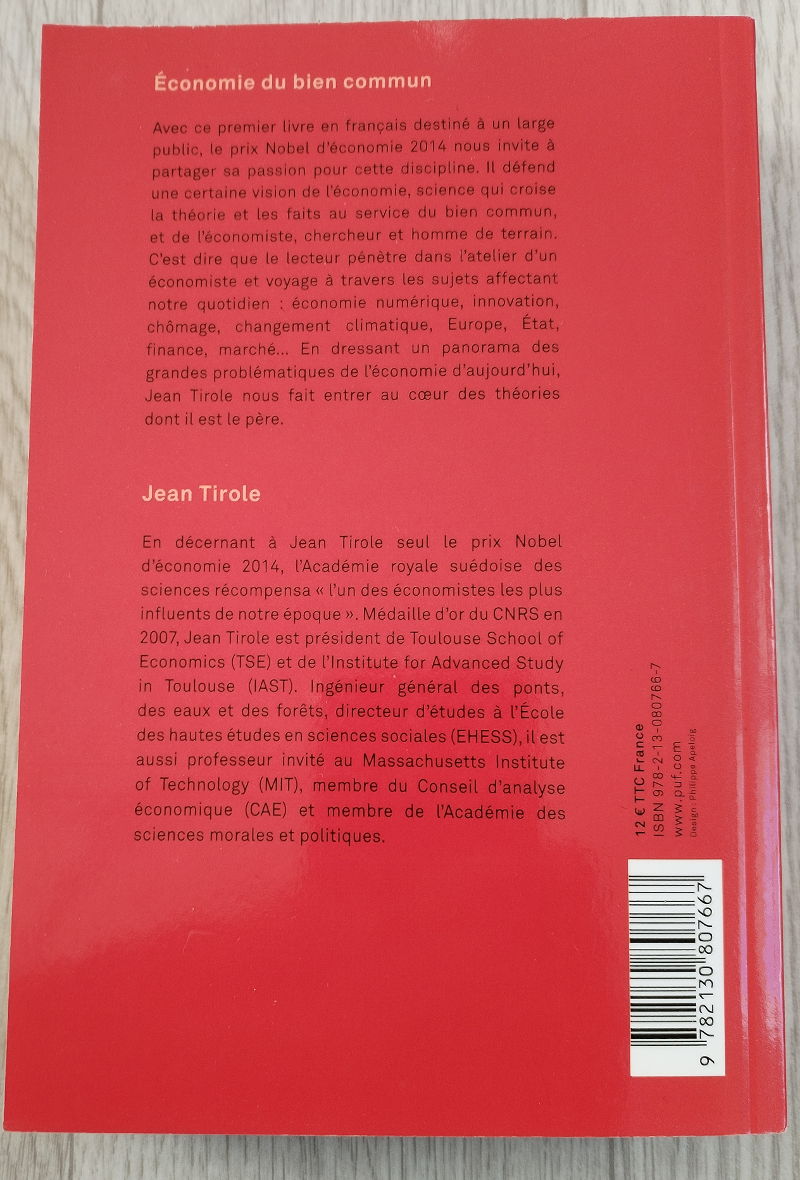 Économie du bien commun
Avec ce premier livre en français destiné à un large
public, le prix Nobel d'économie 2014 nous invite à
partager sa passion pour cette discipline. Il défend
une certaine vision de l'économie, science qui croise
la théorie et les faits au service du bien commun,
et de l'économiste, chercheur et homme de terrain.
C'est dire que le lecteur pénètre dans l'atelier d'un
économiste et voyage à travers les sujets affectant
notre quotidien : économie numérique, innovation,
chômage, changement climatique, Europe, État,
finance, marché... En dressant un panorama des
grandes problématiques de l'économie d'aujourd'hui,
Jean Tirole nous fait entrer au cœur des théories
dont il est le père.
Jean Tirole
En décernant à Jean Tirole seul le prix Nobel
d'économie 2014, l'Académie royale suédoise des
sciences récompensa « l'un des économistes les plus
influents de notre époque ». Médaille d'or du CNRS en
2007, Jean Tirole est président de Toulouse School of
Economics (TSE) et de l'Institute for Advanced Study
in Toulouse (IAST). Ingénieur général des ponts,
des eaux et des forêts, directeur d'études à l'École
des hautes études en sciences sociales (EHESS), il est
aussi professeur invité au Massachusetts Institute
of Technology (MIT), membre du Conseil d'analyse
économique (CAE) et membre de l'Académie des
sciences morales et politiques.
12 € TTC France
ISBN 978-2-13-080766-7
www.puf.com
Design : Philippe Apeloig
9 782130 807667